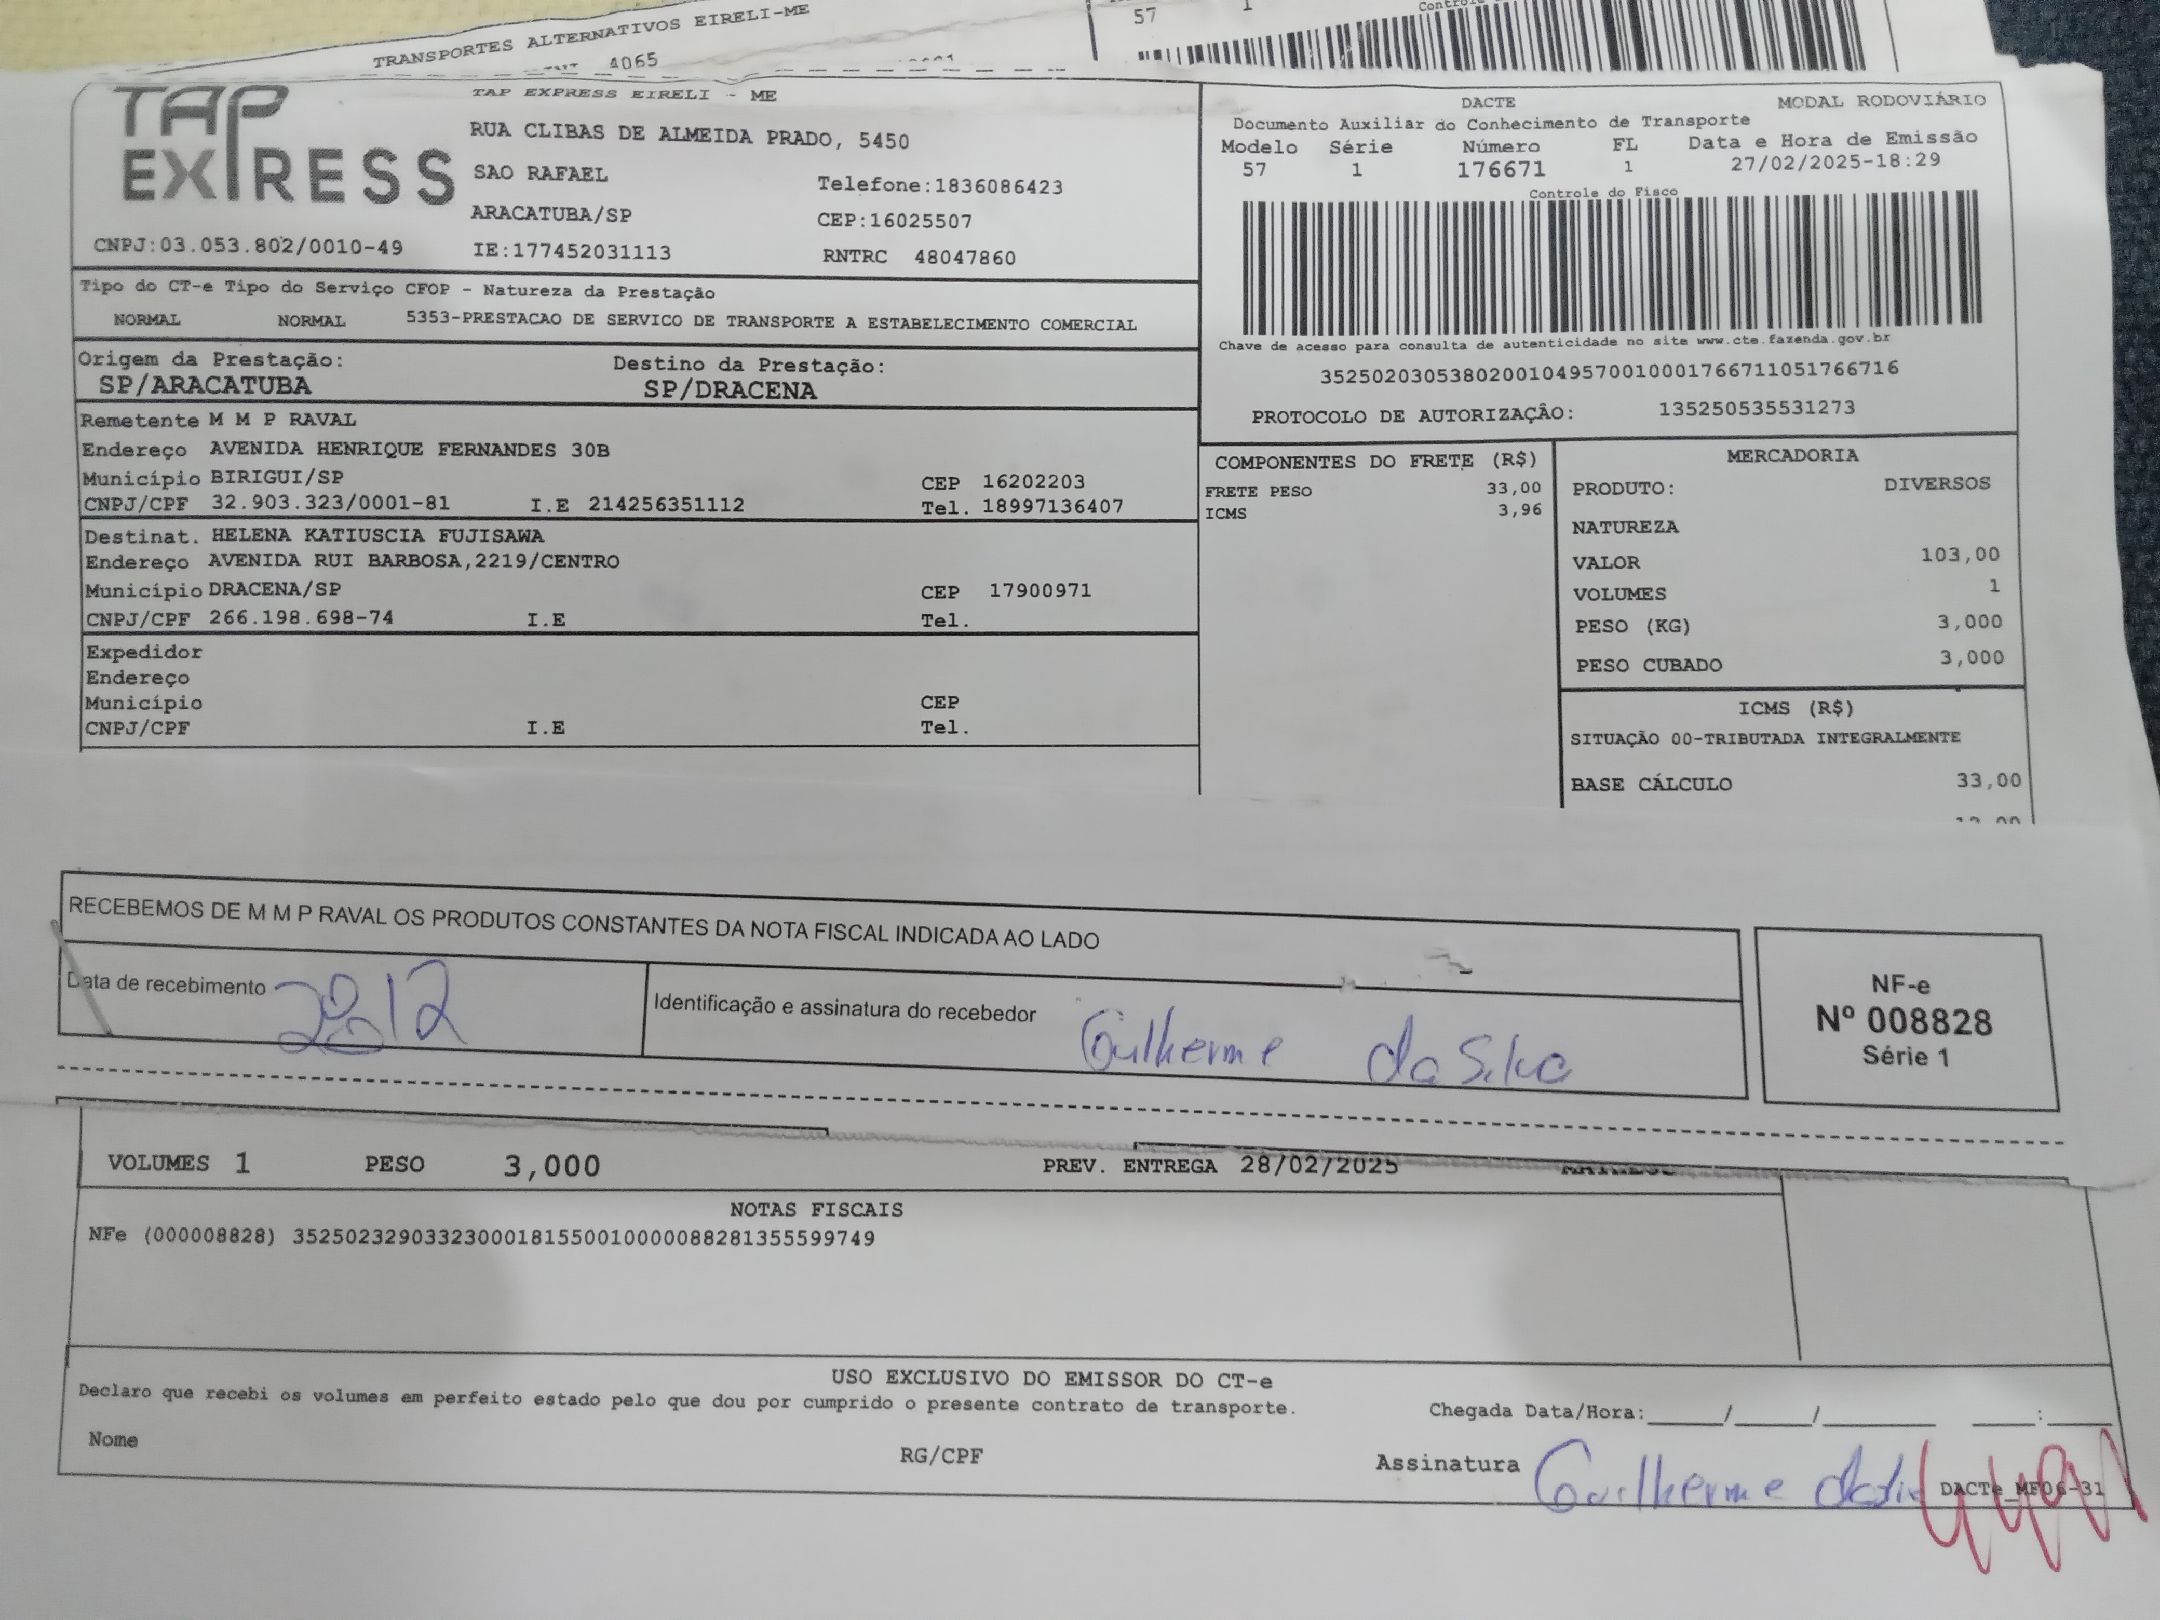 TRANSPORTES ALTERNATIVOS EIRELI-ME
4065
57 1
TAP EXPRESS
TAP EXPRESS EIRELI - ME
RUA CLIBAS DE ALMEIDA PRADO, 5450
SAO RAFAEL Telefone:1836086423
ARACATUBA/SP CEP:16025507
CNPJ:03.053.802/0010-49 IE:177452031113 RNTRC 48047860
DACTE MODAL RODOVIÁRIO
Documento Auxiliar do Conhecimento de Transporte
Modelo Série Número FL Data e Hora de Emissão
57 1 176671 1 27/02/2025-18:29
Controle do Fisco
Chave de acesso para consulta de autenticidade no site www.cte.fazenda.gov.br
35250203053802001049570010001766711051766716
PROTOCOLO DE AUTORIZAÇÃO: 135250535531273
Tipo do CT-e Tipo do Serviço CFOP - Natureza da Prestação
NORMAL NORMAL 5353-PRESTACAO DE SERVICO DE TRANSPORTE A ESTABELECIMENTO COMERCIAL
Origem da Prestação: Destino da Prestação:
SP/ARACATUBA SP/DRACENA
Remetente M M P RAVAL
Endereço AVENIDA HENRIQUE FERNANDES 30B
Município BIRIGUI/SP CEP 16202203
CNPJ/CPF 32.903.323/0001-81 I.E 214256351112 Tel. 18997136407
Destinat. HELENA KATIUSCIA FUJISAWA
Endereço AVENIDA RUI BARBOSA,2219/CENTRO
Município DRACENA/SP CEP 17900971
CNPJ/CPF 266.198.698-74 I.E Tel.
Expedidor
Endereço
Município CEP
CNPJ/CPF I.E Tel.
COMPONENTES DO FRETE (R$)
FRETE PESO 33,00
ICMS 3,96
MERCADORIA
PRODUTO: DIVERSOS
NATUREZA
VALOR 103,00
VOLUMES 1
PESO (KG) 3,000
PESO CUBADO 3,000
ICMS (R$)
SITUAÇÃO 00-TRIBUTADA INTEGRALMENTE
BASE CÁLCULO 33,00
RECEBEMOS DE M M P RAVAL OS PRODUTOS CONSTANTES DA NOTA FISCAL INDICADA AO LADO
Data de recebimento
Identificação e assinatura do recebedor Guilherme da Silva
NF-e
Nº 008828
Série 1
VOLUMES 1 PESO 3,000 PREV. ENTREGA 28/02/2025
NOTAS FISCAIS
NFe (000008828) 35250232903323000181550010000088281355599749
USO EXCLUSIVO DO EMISSOR DO CT-e
Declaro que recebi os volumes em perfeito estado pelo que dou por cumprido o presente contrato de transporte.
Chegada Data/Hora:_____/_____/_______ ____:____
Nome RG/CPF Assinatura Guilherme
DACTe_MF06-31